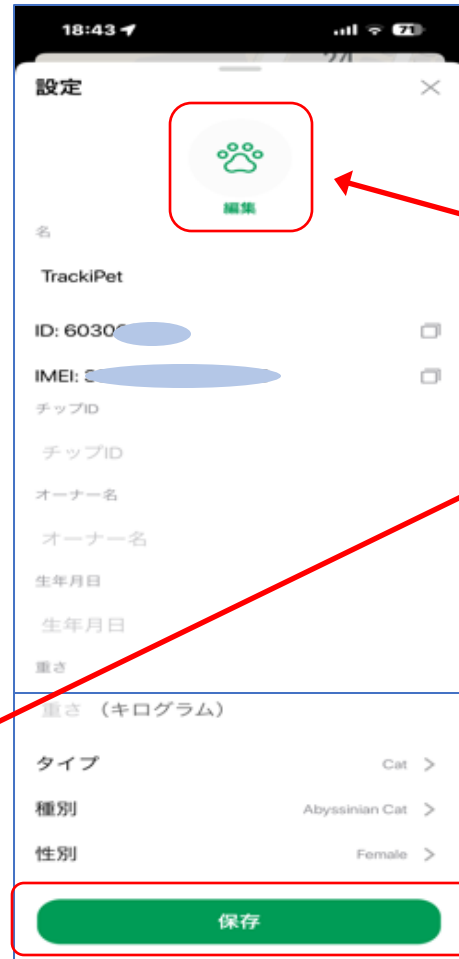 18:43
71
24
設定
編集
名
TrackiPet
ID: 6030
IMEI:
チップID
チップID
オーナー名
オーナー名
生年月日
生年月日
重さ
重さ (キログラム)
タイプ
Cat
種別
Abyssinian Cat
性別
Female
保存